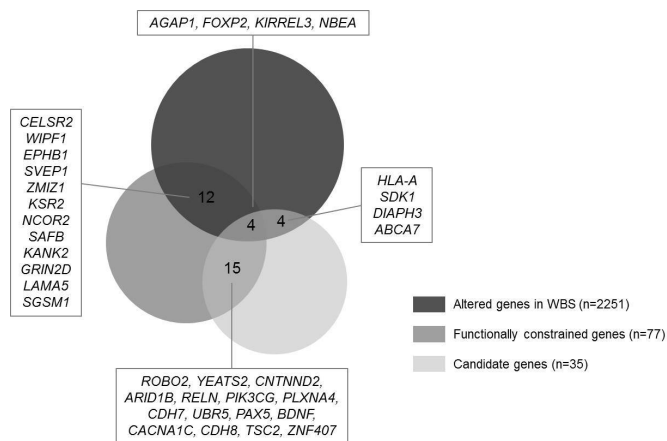 AGAP1, FOXP2, KIRREL3, NBEA
CELSR2
WIPF1
EPHB1
SVEP1
ZMIZ1
KSR2
NCOR2
SAFB
KANK2
GRIN2D
LAMA5
SGSM1
12
4
4
15
HLA-A
SDK1
DIAPH3
ABCA7
Altered genes in WBS (n=2251)
Functionally constrained genes (n=77)
Candidate genes (n=35)
ROBO2, YEATS2, CNTNND2,
ARID1B, RELN, PIK3CG, PLXNA4,
CDH7, UBR5, PAX5, BDNF,
CACNA1C, CDH8, TSC2, ZNF407